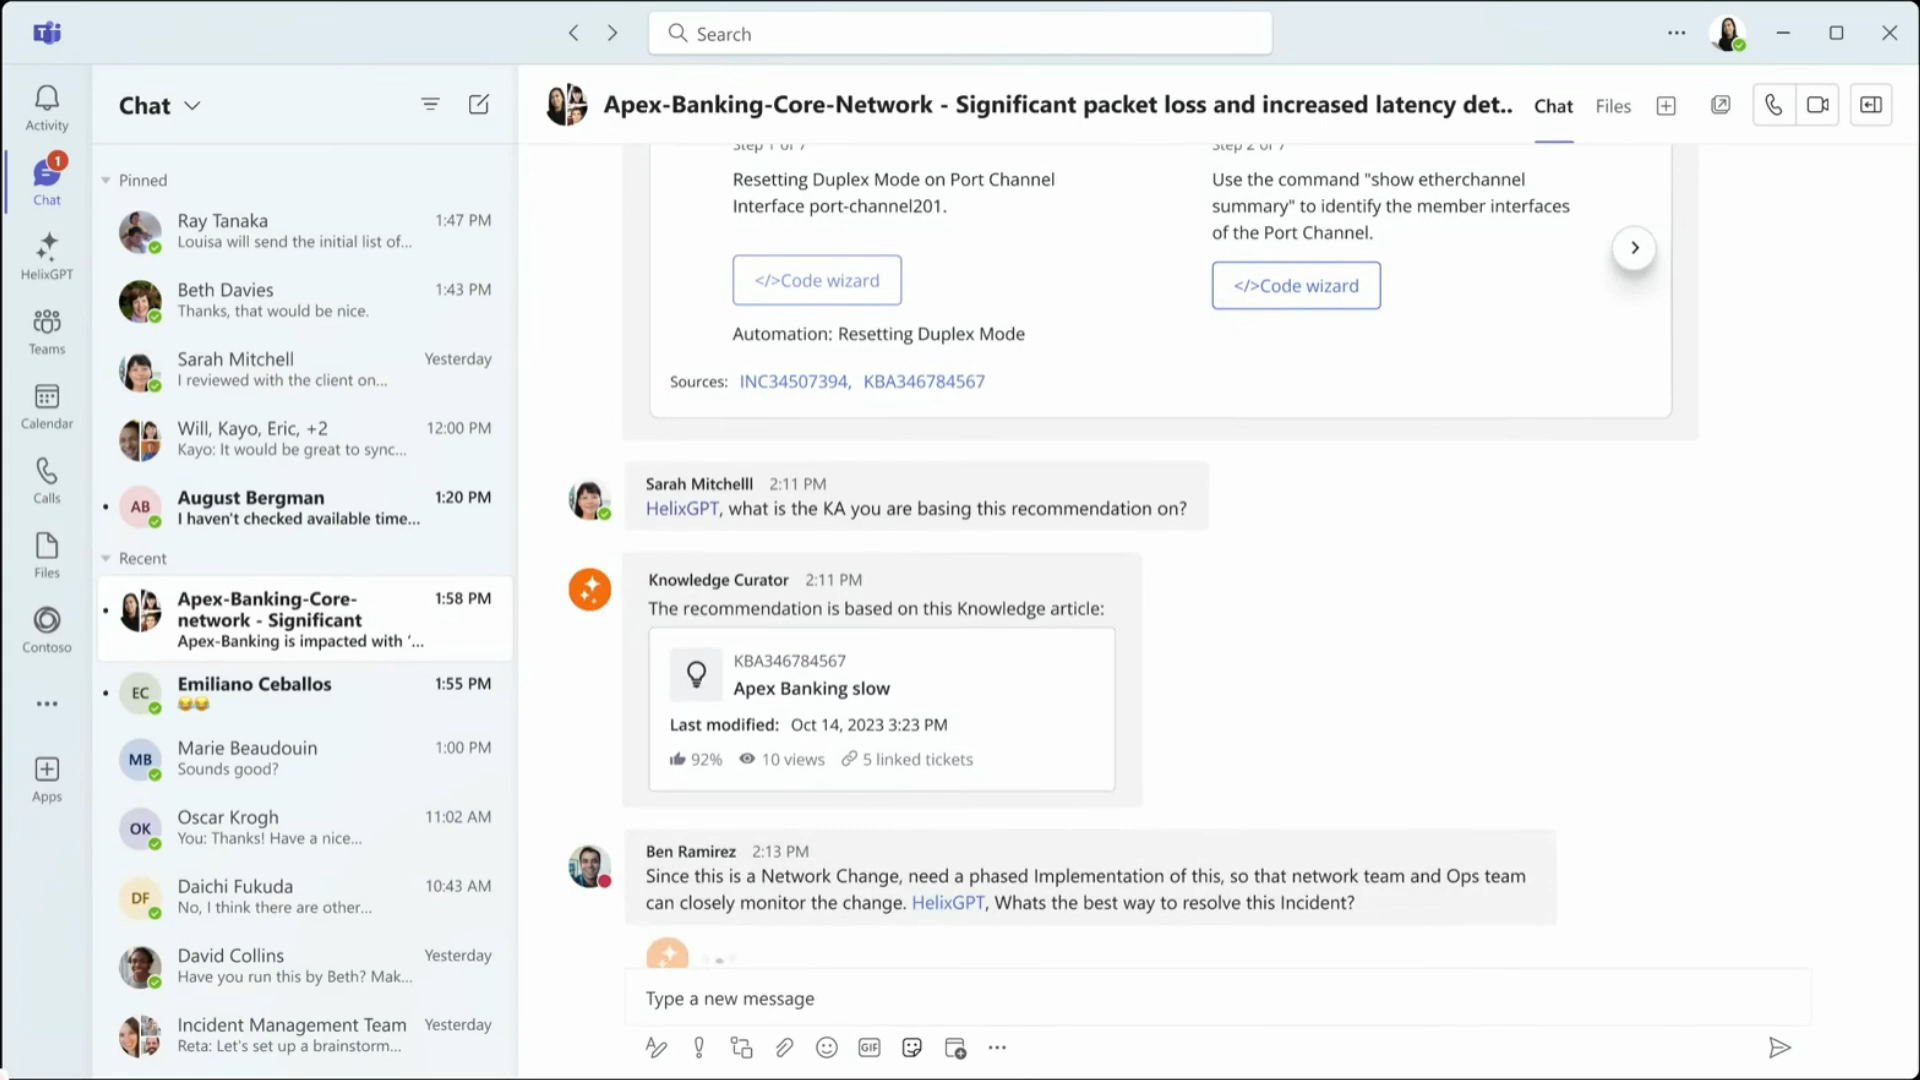 Search
Activity
1
Chat
HelixGPT
Teams
Calendar
Calls
Files
Contoso
Apps
Chat
Pinned
Ray Tanaka 1:47 PM
Louisa will send the initial list of...
Beth Davies 1:43 PM
Thanks, that would be nice.
Sarah Mitchell Yesterday
I reviewed with the client on...
Will, Kayo, Eric, +2 12:00 PM
Kayo: It would be great to sync...
AB
August Bergman 1:20 PM
I haven't checked available time...
Recent
Apex-Banking-Core- 1:58 PM
network - Significant
Apex-Banking is impacted with '...
EC
Emiliano Ceballos 1:55 PM
😂😂
MB
Marie Beaudouin 1:00 PM
Sounds good?
OK
Oscar Krogh 11:02 AM
You: Thanks! Have a nice...
DF
Daichi Fukuda 10:43 AM
No, I think there are other...
David Collins Yesterday
Have you run this by Beth? Mak...
Incident Management Team Yesterday
Reta: Let's set up a brainstorm...
Apex-Banking-Core-Network - Significant packet loss and increased latency det.. Chat Files
Step 1 of 7
Resetting Duplex Mode on Port Channel
Interface port-channel201.
</>Code wizard
Automation: Resetting Duplex Mode
Step 2 of 7
Use the command "show etherchannel
summary" to identify the member interfaces
of the Port Channel.
</>Code wizard
Sources: INC34507394, KBA346784567
Sarah Mitchelll 2:11 PM
HelixGPT, what is the KA you are basing this recommendation on?
Knowledge Curator 2:11 PM
The recommendation is based on this Knowledge article:
KBA346784567
Apex Banking slow
Last modified: Oct 14, 2023 3:23 PM
92% 10 views 5 linked tickets
Ben Ramirez 2:13 PM
Since this is a Network Change, need a phased Implementation of this, so that network team and Ops team
can closely monitor the change. HelixGPT, Whats the best way to resolve this Incident?
Type a new message
GIF